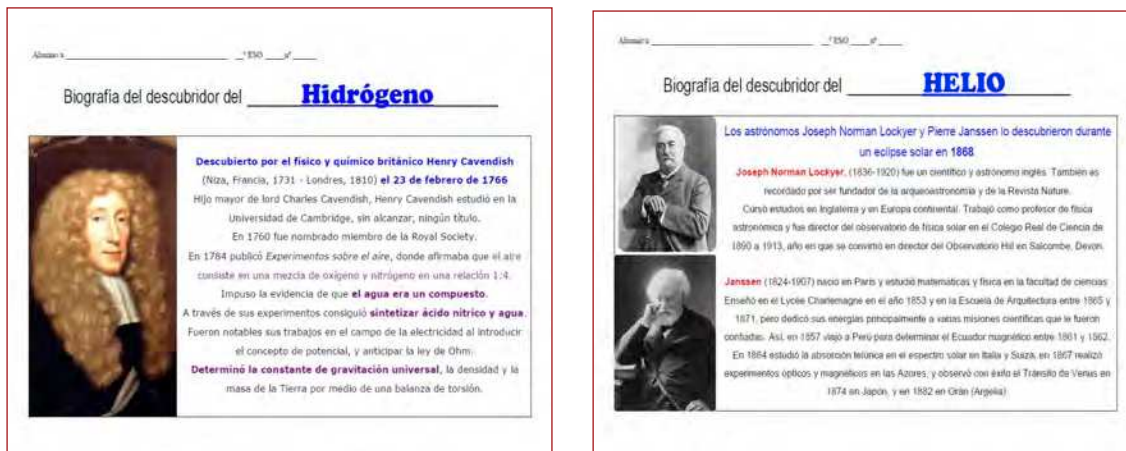 Alumno/a ____________ __º ESO ____nº____
Biografía del descubridor del Hidrógeno
Descubierto por el físico y químico británico Henry Cavendish
(Niza, Francia, 1731 - Londres, 1810) el 23 de febrero de 1766
Hijo mayor de lord Charles Cavendish, Henry Cavendish estudió en la
Universidad de Cambridge, sin alcanzar, ningún título.
En 1760 fue nombrado miembro de la Royal Society.
En 1784 publicó Experimentos sobre el aire, donde afirmaba que el aire
consiste en una mezcla de oxígeno y nitrógeno en una relación 1:4.
Impuso la evidencia de que el agua era un compuesto.
A través de sus experimentos consiguió sintetizar ácido nítrico y agua.
Fueron notables sus trabajos en el campo de la electricidad al introducir
el concepto de potencial, y anticipar la ley de Ohm.
Determinó la constante de gravitación universal, la densidad y la
masa de la Tierra por medio de una balanza de torsión.
Alumno/a ____________ __º ESO ____nº____
Biografía del descubridor del HELIO
Los astrónomos Joseph Norman Lockyer y Pierre Janssen lo descubrieron durante
un eclipse solar en 1868
Joseph Norman Lockyer, (1836-1920) fue un científico y astrónomo inglés. También es
recordado por ser fundador de la arqueoastronomía y de la Revista Nature.
Cursó estudios en Inglaterra y en Europa continental. Trabajó como profesor de física
astronómica y fue director del observatorio de física solar en el Colegio Real de Ciencia de
1890 a 1913, año en que se convirtió en director del Observatorio Hill en Salcombe, Devon.
Janssen (1824-1907) nació en París y estudió matemáticas y física en la facultad de ciencias
Enseñó en el Lycée Charlemagne en el año 1853 y en la Escuela de Arquitectura entre 1865 y
1871, pero dedicó sus energías principalmente a varias misiones científicas que le fueron
confiadas. Así, en 1857 viajó a Perú para determinar el Ecuador magnético entre 1861 y 1862.
En 1864 estudió la absorción telúrica en el espectro solar en Italia y Suiza, en 1867 realizó
experimentos ópticos y magnéticos en las Azores, y observó con éxito el Tránsito de Venus en
1874 en Japón, y en 1882 en Orán (Argelia)